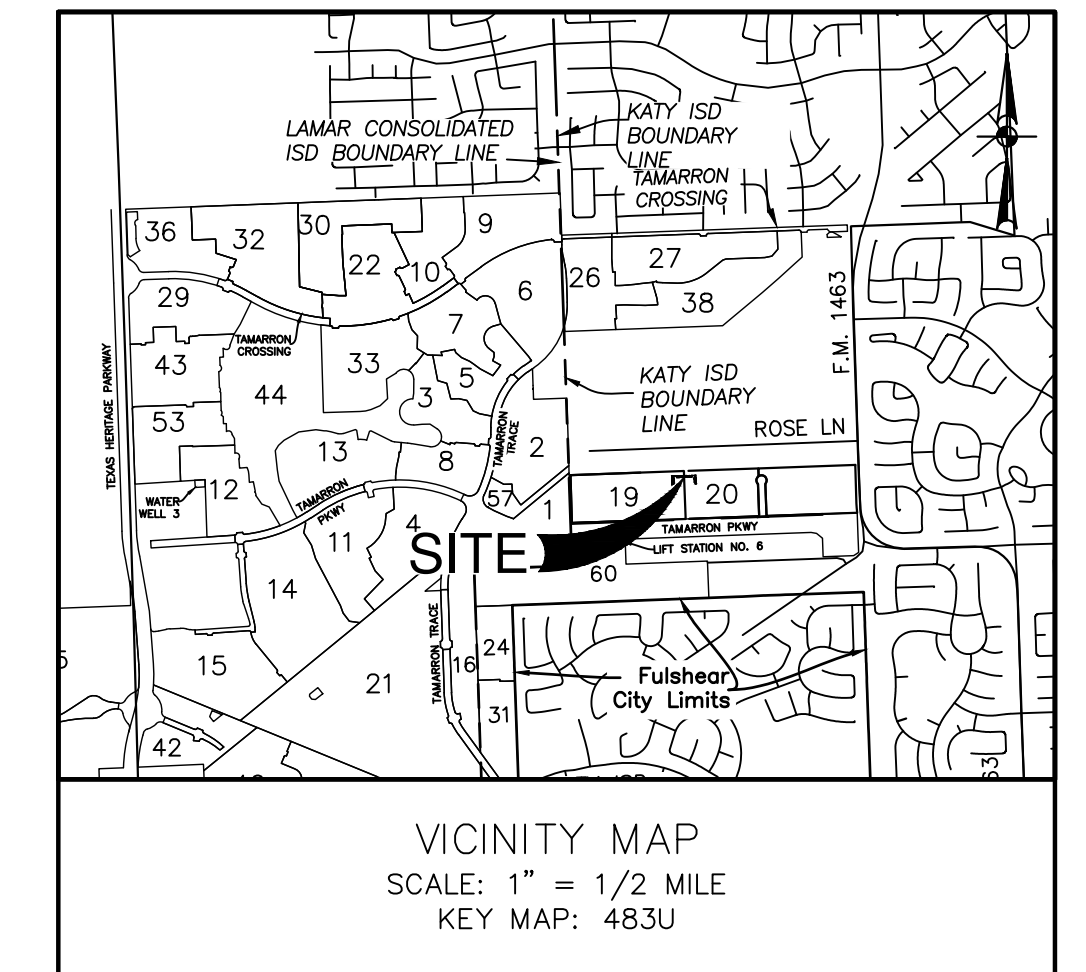 LAMAR CONSOLIDATED
ISD BOUNDARY LINE
KATY ISD
BOUNDARY
LINE
TAMARRON
CROSSING
36
32
30
22
10
9
29
TAMARRON
CROSSING
6
26
27
38
F.M. 1463
7
TEXAS HERITAGE PARKWAY
43
44
33
3
5
KATY ISD
BOUNDARY
LINE
53
13
8
TAMARRON
TRACE
2
ROSE LN
WATER
WELL 3
12
TAMARRON
PKWY
57
1
19
20
TAMARRON PKWY
LIFT STATION NO. 6
11
4
SITE
60
14
15
21
TAMARRON TRACE
16
24
31
Fulshear
City Limits
42
VICINITY MAP
SCALE: 1" = 1/2 MILE
KEY MAP: 483U